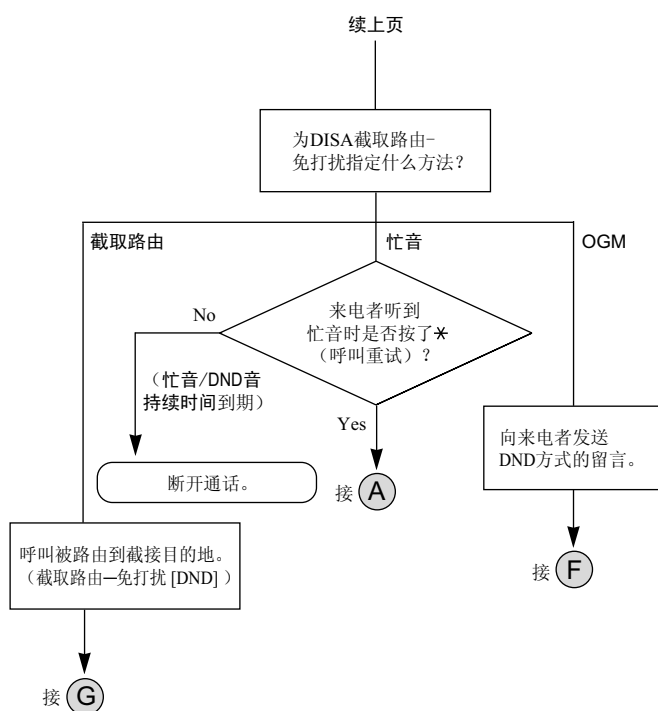 续上页
为DISA截取路由-
免打扰指定什么方法？
截取路由
忙音
OGM
来电者听到
忙音时是否按了*
（呼叫重试）？
No
（忙音/DND音
持续时间到期）
Yes
向来电者发送
DND方式的留言。
断开通话。
接 A
呼叫被路由到截接目的地。
（截取路由—免打扰 [DND] ）
接 F
接 G